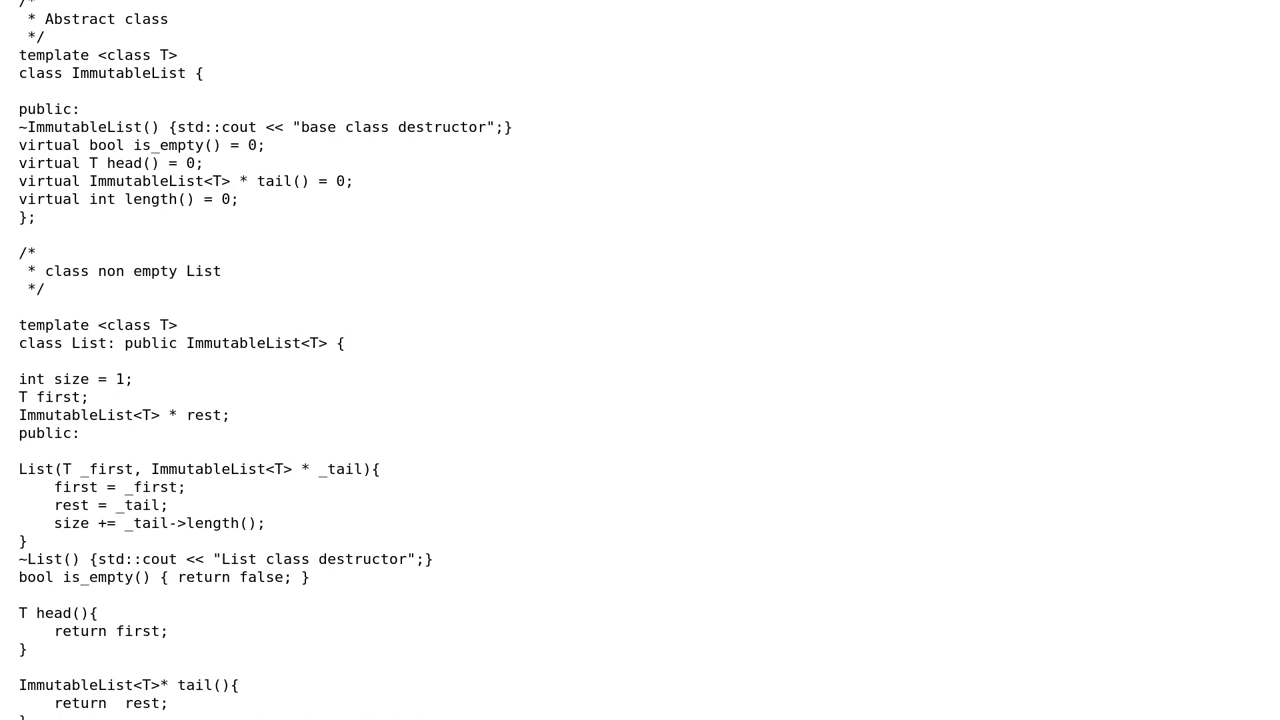 /*
 * Abstract class
 */
template <class T>
class ImmutableList {
public:
~ImmutableList() {std::cout << "base class destructor";}
virtual bool is_empty() = 0;
virtual T head() = 0;
virtual ImmutableList<T> * tail() = 0;
virtual int length() = 0;
};
/*
 * class non empty List
 */
template <class T>
class List: public ImmutableList<T> {
int size = 1;
T first;
ImmutableList<T> * rest;
public:
List(T _first, ImmutableList<T> * _tail){
    first = _first;
    rest = _tail;
    size += _tail->length();
}
~List() {std::cout << "List class destructor";}
bool is_empty() { return false; }
T head(){
    return first;
}
ImmutableList<T>* tail(){
    return  rest;
}